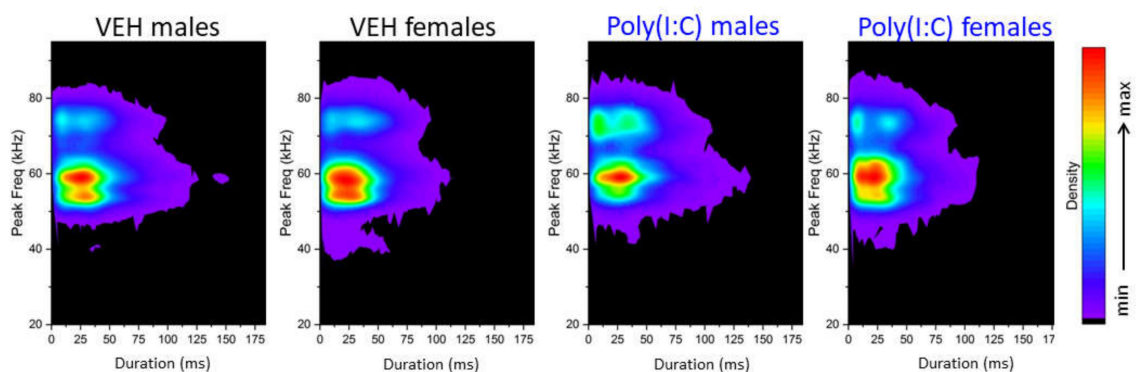 VEH males
VEH females
Poly(I:C) males
Poly(I:C) females
Peak Freq (kHz)
80
60
40
20
0 25 50 75 100 125 150 175
Duration (ms)
Peak Freq (kHz)
80
60
40
20
0 25 50 75 100 125 150 175
Duration (ms)
Peak Freq (kHz)
80
60
40
20
0 25 50 75 100 125 150 175
Duration (ms)
Peak Freq (kHz)
80
60
40
20
0 25 50 75 100 125 150 17
Duration (ms)
Density
min
max